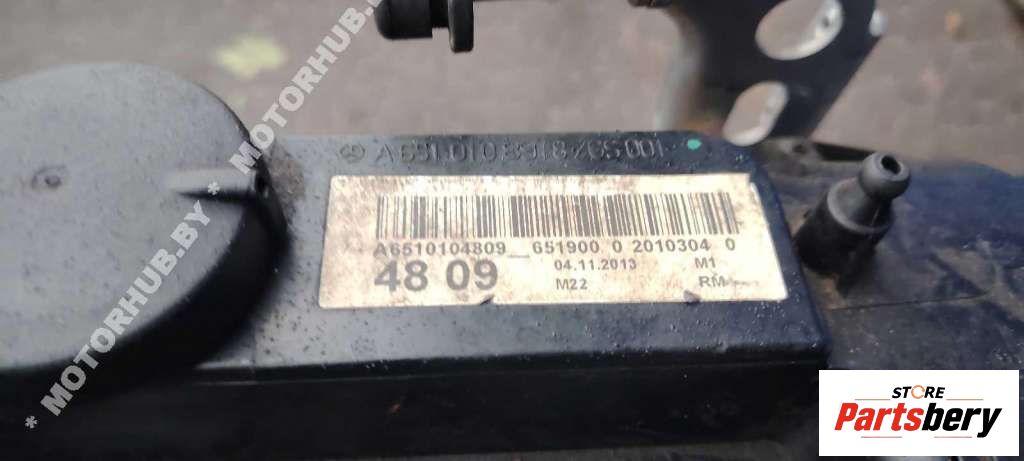 * MOTORHUB.BY * MOTORHUB.BY
A6510104809 651900 0 2010304 0
48 09 04.11.2013 M1
M22 RM
STORE
Partsbery